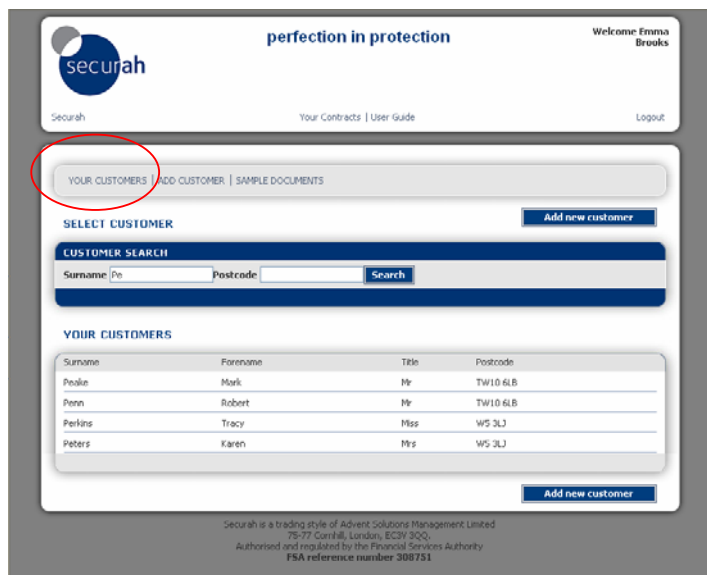 securah
perfection in protection
Welcome Emma
Brooks
Securah
Your Contracts | User Guide
Logout
YOUR CUSTOMERS | ADD CUSTOMER | SAMPLE DOCUMENTS
SELECT CUSTOMER
Add new customer
CUSTOMER SEARCH
Surname Pe Postcode Search
YOUR CUSTOMERS
Surname Forename Title Postcode
Peake Mark Mr TW10 6LB
Penn Robert Mr TW10 6LB
Perkins Tracy Miss W5 3LJ
Peters Karen Mrs W5 3LJ
Add new customer
Securah is a trading style of Advent Solutions Management Limited
75-77 Cornhill, London, EC3V 3QQ.
Authorised and regulated by the Financial Services Authority
FSA reference number 308751